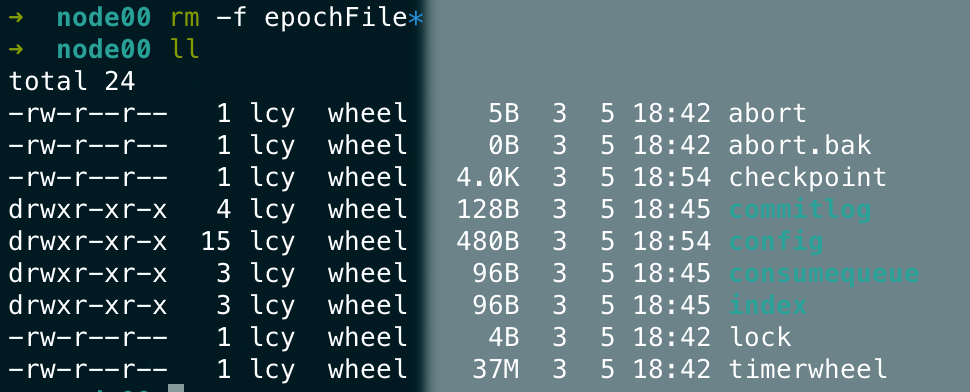 →  node00 rm -f epochFile*
→  node00 ll
total 24
-rw-r--r--   1 lcy  wheel     5B  3  5 18:42 abort
-rw-r--r--   1 lcy  wheel     0B  3  5 18:42 abort.bak
-rw-r--r--   1 lcy  wheel   4.0K  3  5 18:54 checkpoint
drwxr-xr-x   4 lcy  wheel   128B  3  5 18:45 commitlog
drwxr-xr-x  15 lcy  wheel   480B  3  5 18:54 config
drwxr-xr-x   3 lcy  wheel    96B  3  5 18:45 consumequeue
drwxr-xr-x   3 lcy  wheel    96B  3  5 18:45 index
-rw-r--r--   1 lcy  wheel     4B  3  5 18:42 lock
-rw-r--r--   1 lcy  wheel    37M  3  5 18:42 timerwheel